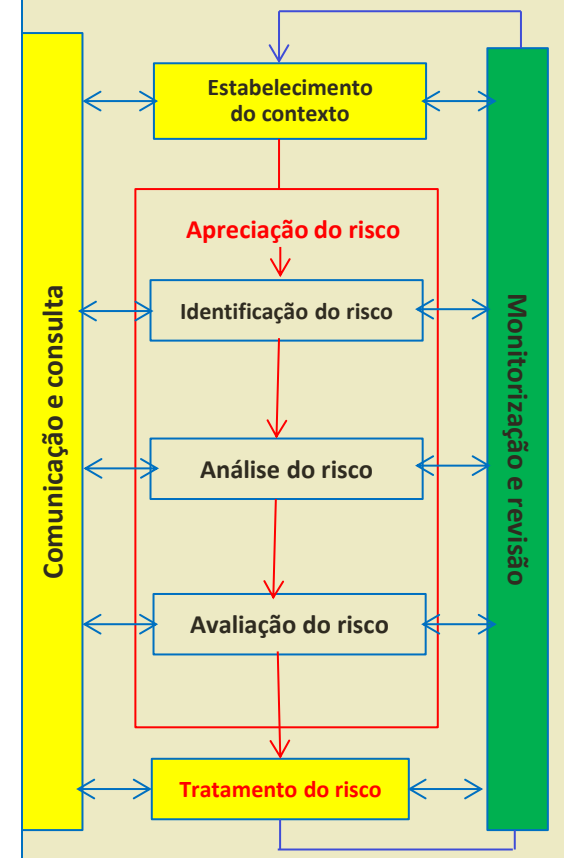 Estabelecimento
do contexto
Apreciação do risco
Identificação do risco
Análise do risco
Avaliação do risco
Tratamento do risco
Comunicação e consulta
Monitorização e revisão